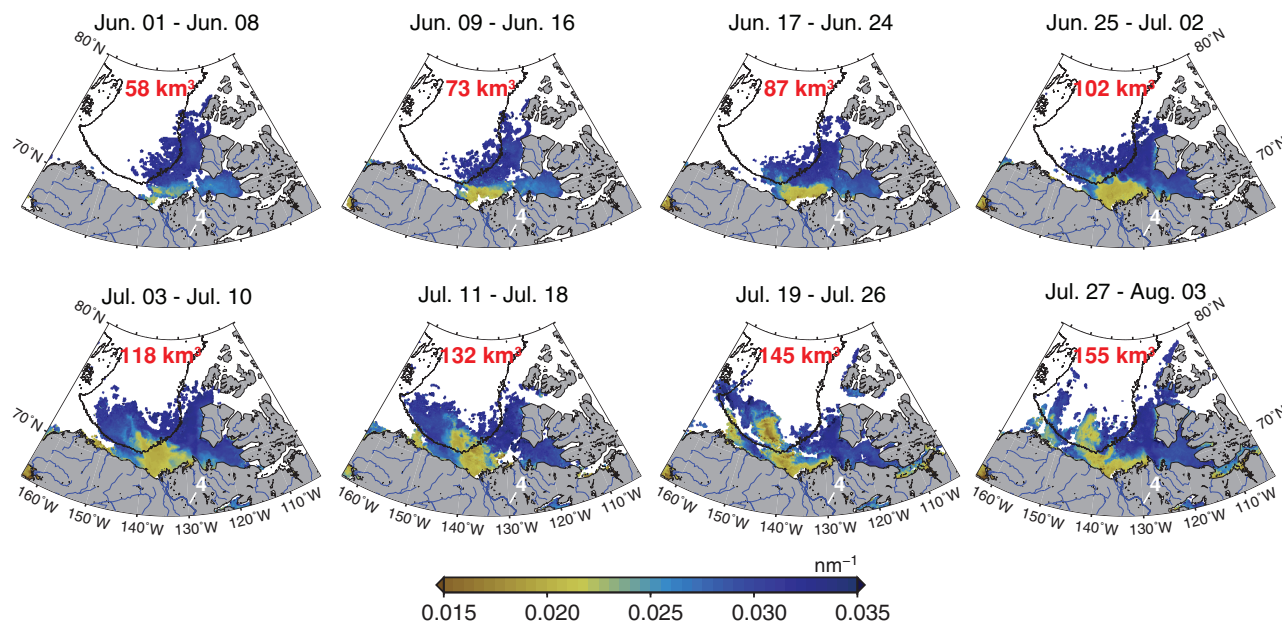 Jun. 01 - Jun. 08 Jun. 09 - Jun. 16 Jun. 17 - Jun. 24 Jun. 25 - Jul. 02
80˚N 80˚N
58 km³ 73 km³ 87 km³ 102 km³
70˚N 70˚N
4 4 4 4
Jul. 03 - Jul. 10 Jul. 11 - Jul. 18 Jul. 19 - Jul. 26 Jul. 27 - Aug. 03
80˚N 80˚N
118 km³ 132 km³ 145 km³ 155 km³
70˚N 70˚N
4 4 4 4
160˚W 150˚W 140˚W 130˚W 120˚W 110˚W 160˚W 150˚W 140˚W 130˚W 120˚W 110˚W 160˚W 150˚W 140˚W 130˚W 120˚W 110˚W 160˚W 150˚W 140˚W 130˚W 120˚W 110˚W
nm⁻¹
0.015 0.020 0.025 0.030 0.035